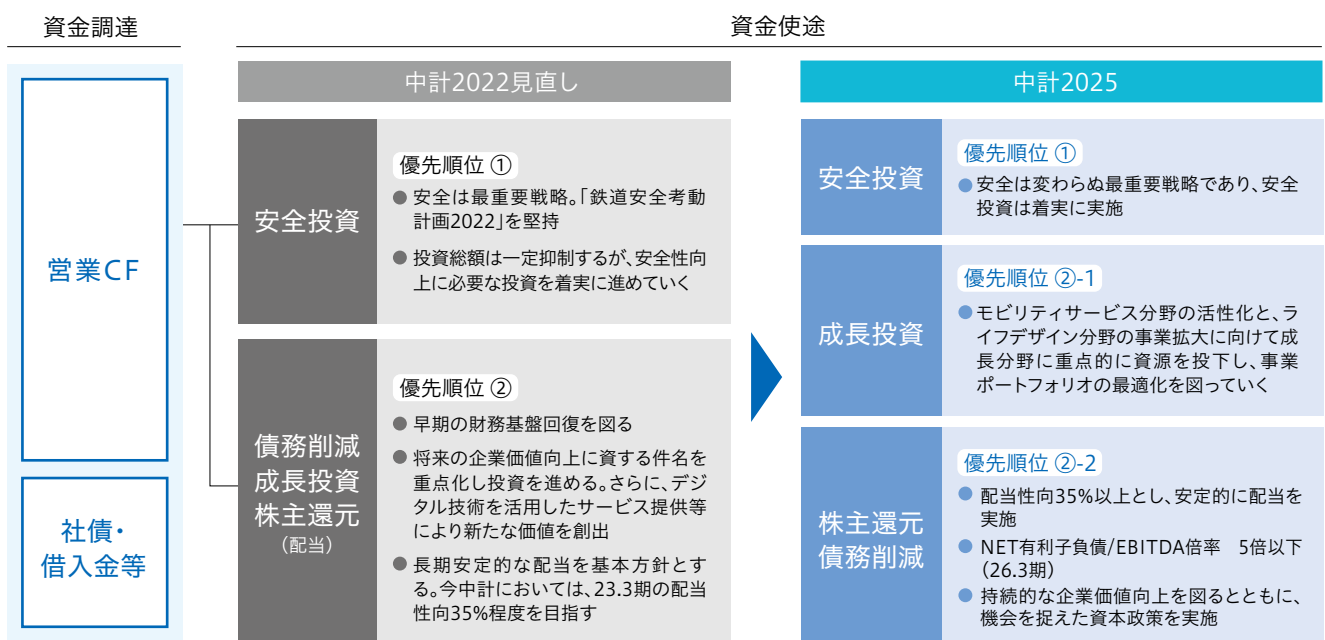 資金調達
資金使途
営業CF
社債・
借入金等
中計2022見直し
安全投資
優先順位 ①
● 安全は最重要戦略。「鉄道安全考動
計画2022」を堅持
● 投資総額は一定抑制するが、安全性向
上に必要な投資を着実に進めていく
債務削減
成長投資
株主還元
（配当）
優先順位 ②
● 早期の財務基盤回復を図る
● 将来の企業価値向上に資する件名を
重点化し投資を進める。さらに、デジ
タル技術を活用したサービス提供等
により新たな価値を創出
● 長期安定的な配当を基本方針とす
る。今中計においては、23.3期の配当
性向35%程度を目指す
中計2025
安全投資
優先順位 ①
● 安全は変わらぬ最重要戦略であり、安全
投資は着実に実施
成長投資
優先順位 ②-1
● モビリティサービス分野の活性化と、ラ
イフデザイン分野の事業拡大に向けて成
長分野に重点的に資源を投下し、事業
ポートフォリオの最適化を図っていく
株主還元
債務削減
優先順位 ②-2
● 配当性向35%以上とし、安定的に配当を
実施
● NET有利子負債/EBITDA倍率　5倍以下
（26.3期）
● 持続的な企業価値向上を図るとともに、
機会を捉えた資本政策を実施